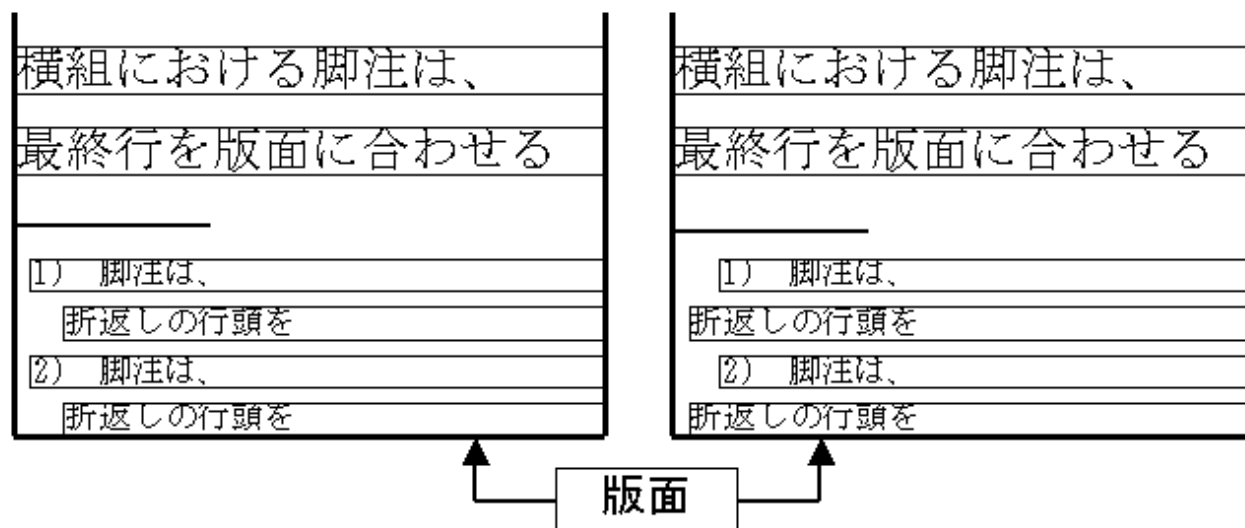 横組における脚注は、
最終行を版面に合わせる
1)　脚注は、
折返しの行頭を
2)　脚注は、
折返しの行頭を
横組における脚注は、
最終行を版面に合わせる
1)　脚注は、
折返しの行頭を
2)　脚注は、
折返しの行頭を
版面